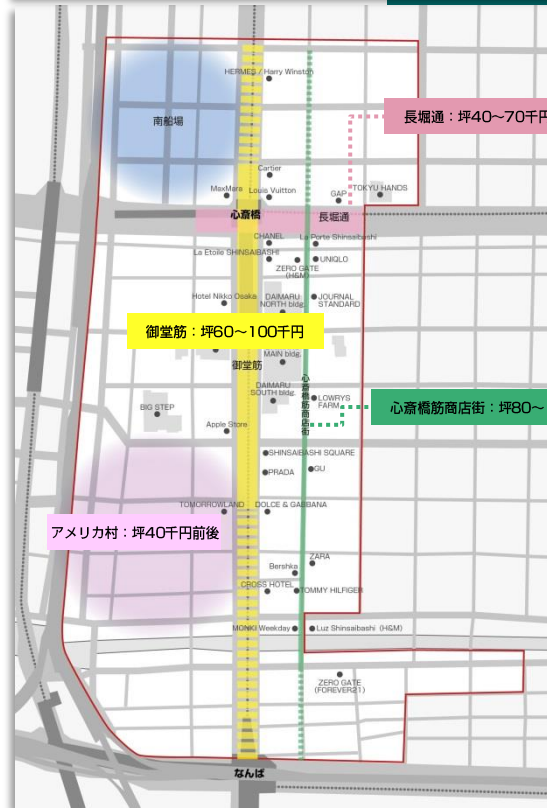 HERMES / Harry Winston
南船場
長堀通：坪40〜70千円
Cartier
MaxMara
Louis Vuitton
GAP
TOKYU HANDS
心斎橋
長堀通
CHANEL
La Porte Shinsaibashi
La Etoile SHINSAIBASHI
UNIQLO
ZERO GATE
(H&M)
Hotel Nikko Osaka
DAIMARU
NORTH bldg.
JOURNAL
STANDARD
御堂筋：坪60〜100千円
MAIN bldg.
御堂筋
心斎橋筋商店街
DAIMARU
SOUTH bldg.
LOWRYS
FARM
心斎橋筋商店街：坪80〜
BIG STEP
Apple Store
SHINSAIBASHI SQUARE
PRADA
GU
TOMORROWLAND
DOLCE & GABBANA
アメリカ村：坪40千円前後
ZARA
Bershka
CROSS HOTEL
TOMMY HILFIGER
MONKI Weekday
Luz Shinsaibashi (H&M)
ZERO GATE
(FOREVER21)
なんば